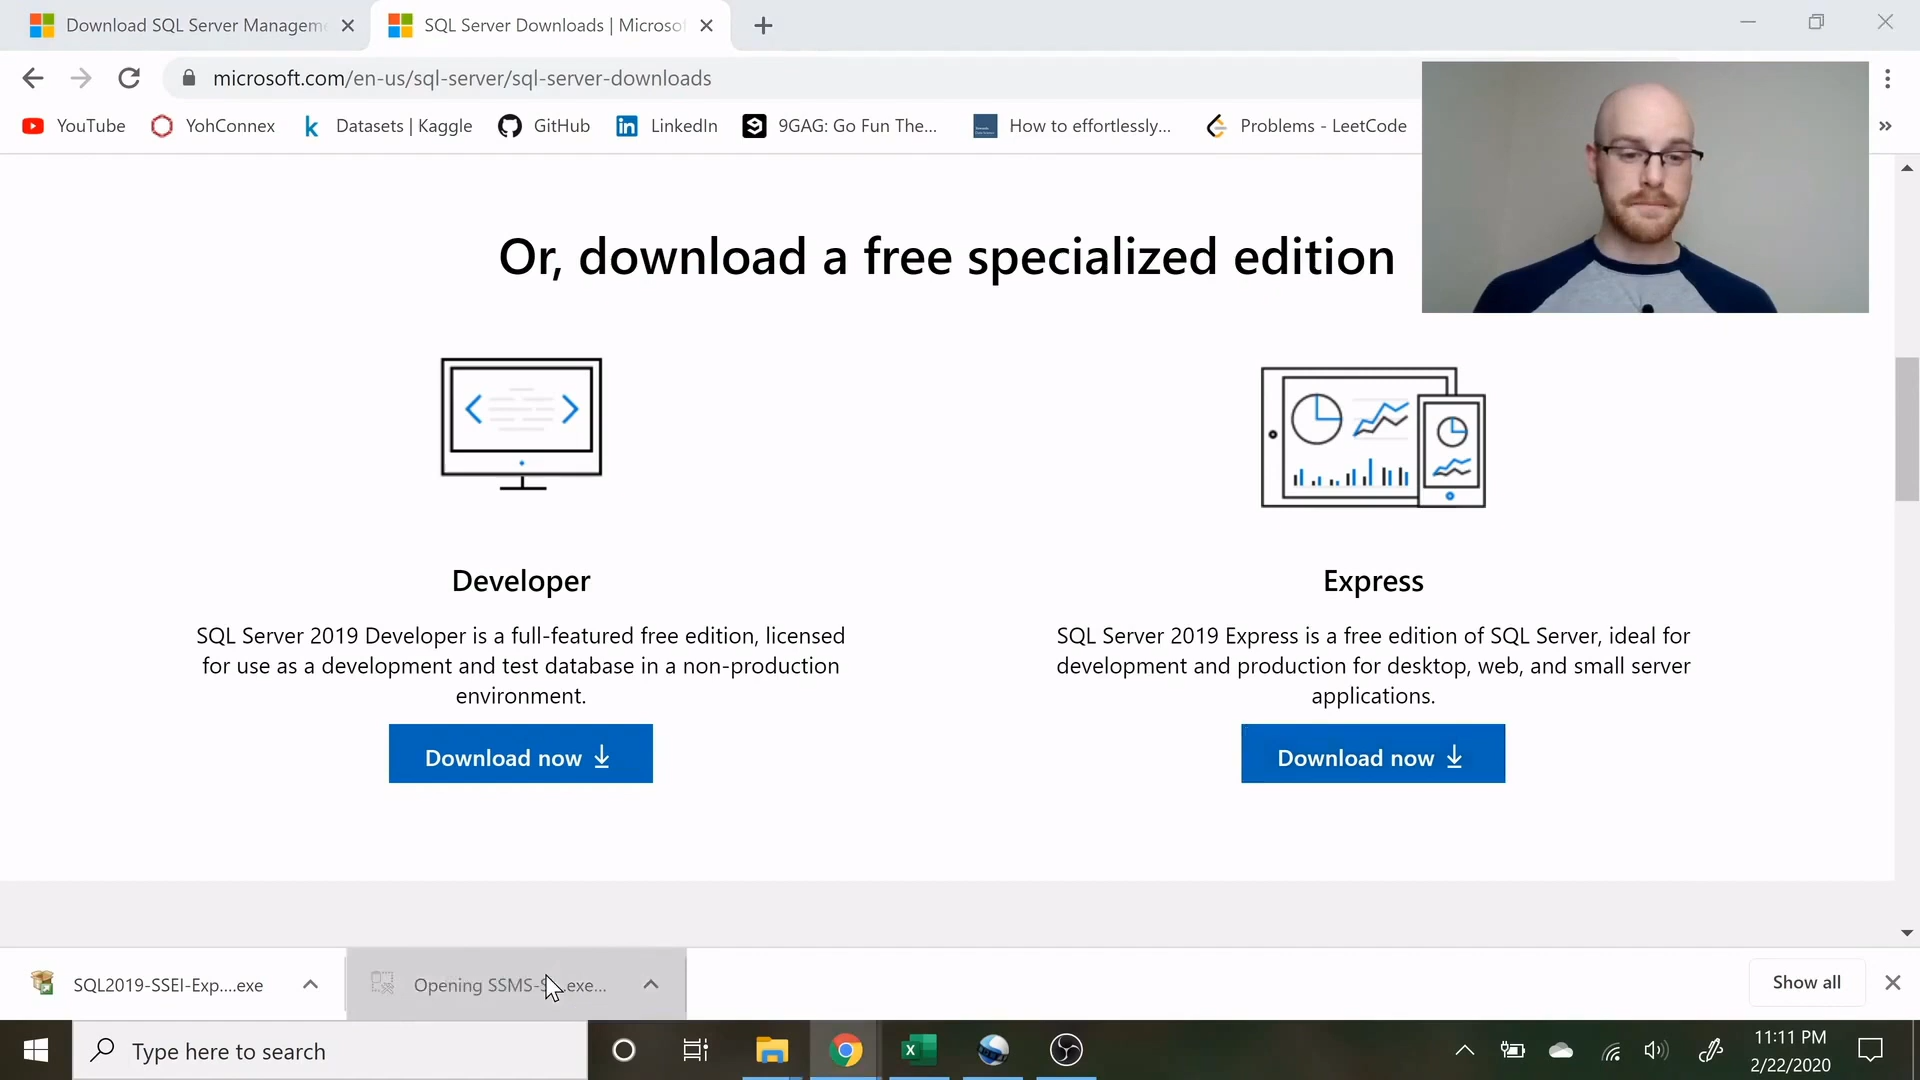 Download SQL Server Managem
SQL Server Downloads | Microsof
microsoft.com/en-us/sql-server/sql-server-downloads
YouTube
YohConnex
Datasets | Kaggle
GitHub
LinkedIn
9GAG: Go Fun The...
How to effortlessly...
Problems - LeetCode
»
Or, download a free specialized edition
Developer
SQL Server 2019 Developer is a full-featured free edition, licensed
for use as a development and test database in a non-production
environment.
Download now
Express
SQL Server 2019 Express is a free edition of SQL Server, ideal for
development and production for desktop, web, and small server
applications.
Download now
SQL2019-SSEI-Exp....exe
Opening SSMS-S...exe...
Show all
Type here to search
11:11 PM
2/22/2020